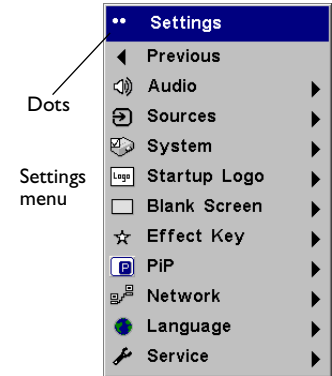 Settings
Previous
Audio
Dots
Sources
System
Settings
menu
Logo
Startup Logo
Blank Screen
Effect Key
P
PiP
Network
Language
Service